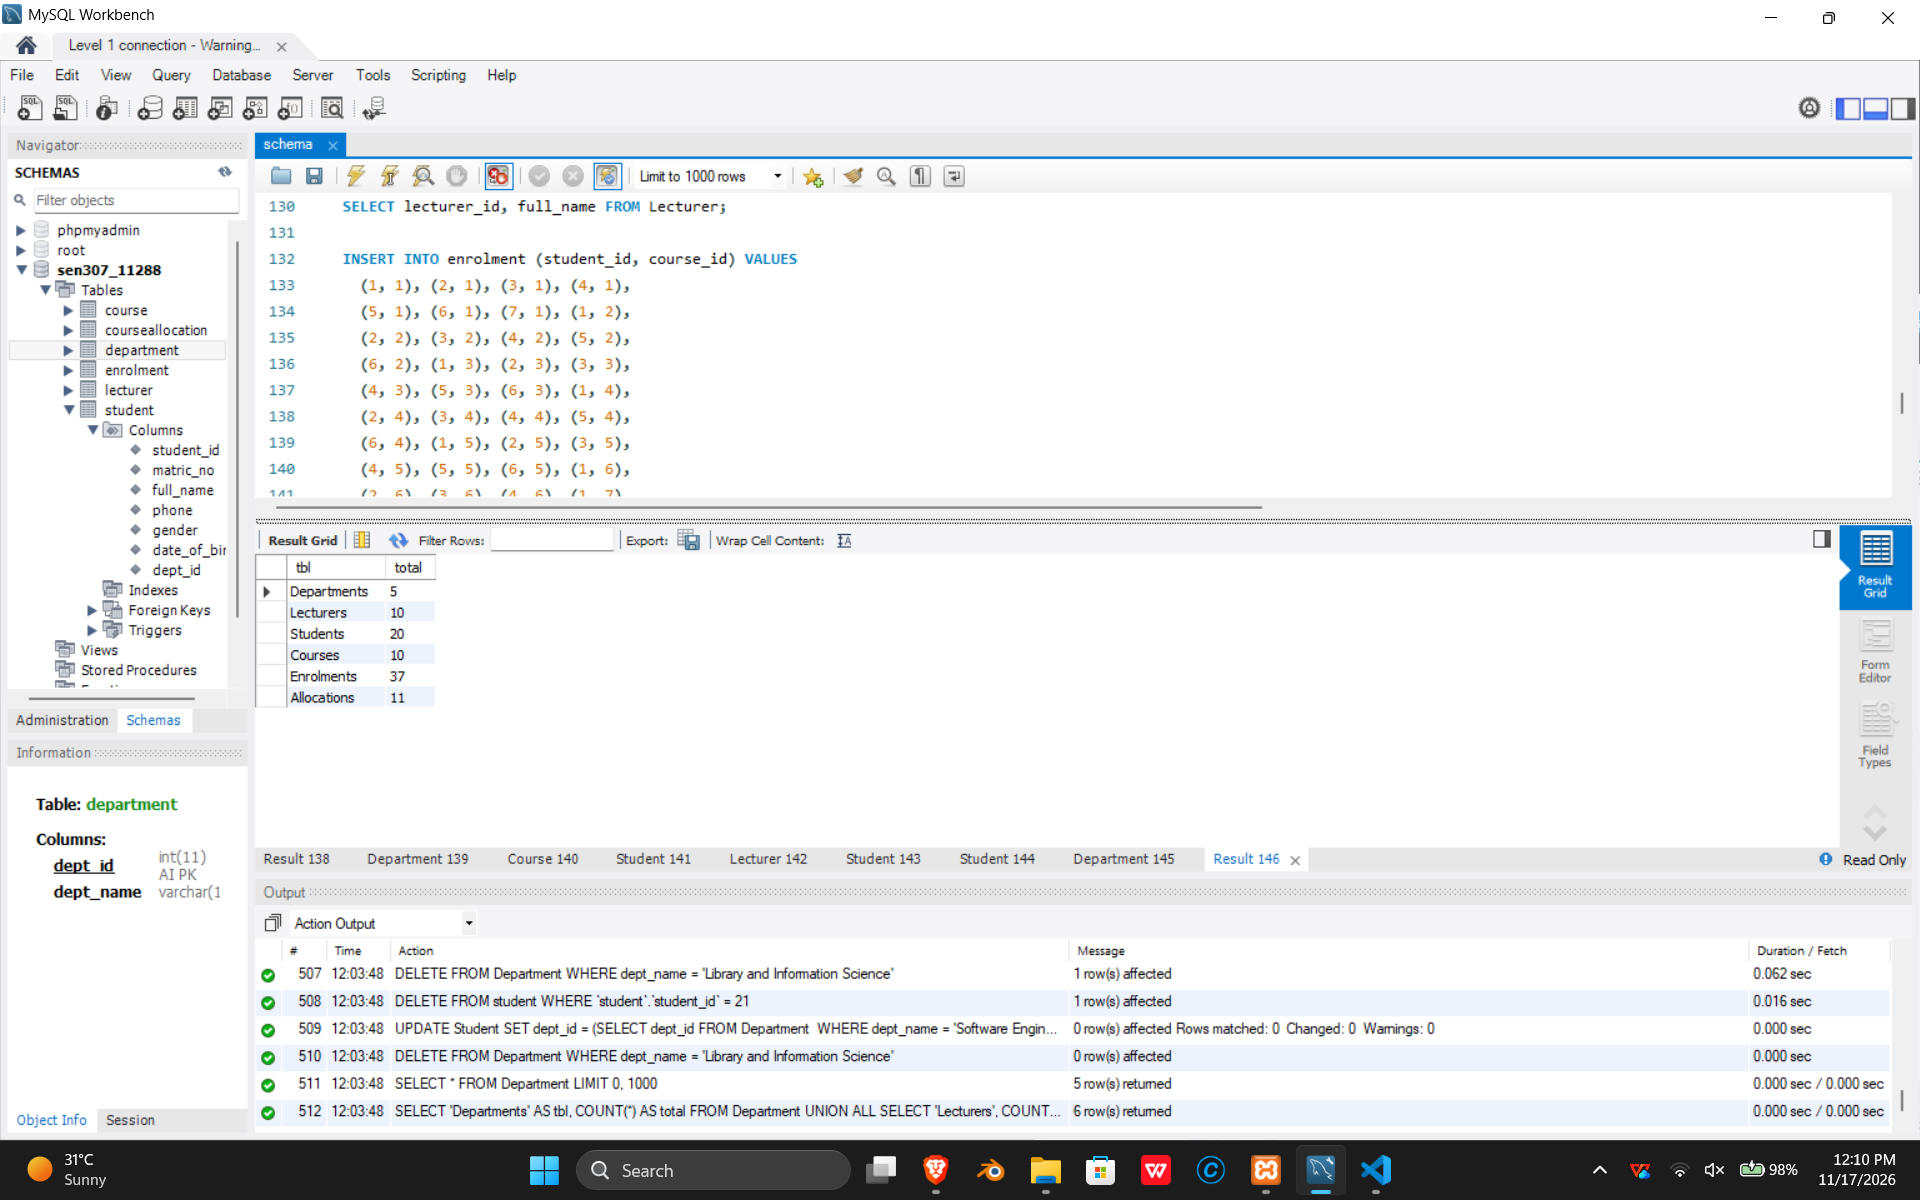 MySQL Workbench
Level 1 connection - Warning...
File Edit View Query Database Server Tools Scripting Help
Navigator
SCHEMAS
Filter objects
phpmyadmin
root
sen307_11288
Tables
course
courseallocation
department
enrolment
lecturer
student
Columns
student_id
matric_no
full_name
phone
gender
date_of_bir
dept_id
Indexes
Foreign Keys
Triggers
Views
Stored Procedures
Administration Schemas
Information
Table: department
Columns:
dept_id int(11)
AI PK
dept_name varchar(1
Object Info Session
schema
Limit to 1000 rows
130 SELECT lecturer_id, full_name FROM Lecturer;
131
132 INSERT INTO enrolment (student_id, course_id) VALUES
133 (1, 1), (2, 1), (3, 1), (4, 1),
134 (5, 1), (6, 1), (7, 1), (1, 2),
135 (2, 2), (3, 2), (4, 2), (5, 2),
136 (6, 2), (1, 3), (2, 3), (3, 3),
137 (4, 3), (5, 3), (6, 3), (1, 4),
138 (2, 4), (3, 4), (4, 4), (5, 4),
139 (6, 4), (1, 5), (2, 5), (3, 5),
140 (4, 5), (5, 5), (6, 5), (1, 6),
141 (2, 6), (3, 6), (4, 6), (1, 7)
Result Grid Filter Rows: Export: Wrap Cell Content:
tbl total
Departments 5
Lecturers 10
Students 20
Courses 10
Enrolments 37
Allocations 11
Result Grid
Form Editor
Field Types
Result 138 Department 139 Course 140 Student 141 Lecturer 142 Student 143 Student 144 Department 145 Result 146 Read Only
Output
Action Output
# Time Action Message Duration / Fetch
507 12:03:48 DELETE FROM Department WHERE dept_name = 'Library and Information Science' 1 row(s) affected 0.062 sec
508 12:03:48 DELETE FROM student WHERE `student`.`student_id` = 21 1 row(s) affected 0.016 sec
509 12:03:48 UPDATE Student SET dept_id = (SELECT dept_id FROM Department WHERE dept_name = 'Software Engin... 0 row(s) affected Rows matched: 0 Changed: 0 Warnings: 0 0.000 sec
510 12:03:48 DELETE FROM Department WHERE dept_name = 'Library and Information Science' 0 row(s) affected 0.000 sec
511 12:03:48 SELECT * FROM Department LIMIT 0, 1000 5 row(s) returned 0.000 sec / 0.000 sec
512 12:03:48 SELECT 'Departments' AS tbl, COUNT(*) AS total FROM Department UNION ALL SELECT 'Lecturers', COUNT... 6 row(s) returned 0.000 sec / 0.000 sec
31°C
Sunny
Search
98%
12:10 PM
11/17/2026